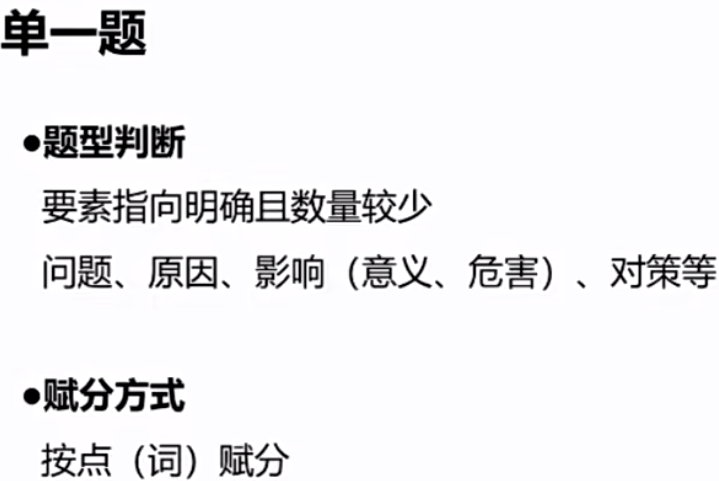 单一题
●题型判断
要素指向明确且数量较少
问题、原因、影响（意义、危害）、对策等
●赋分方式
按点（词）赋分